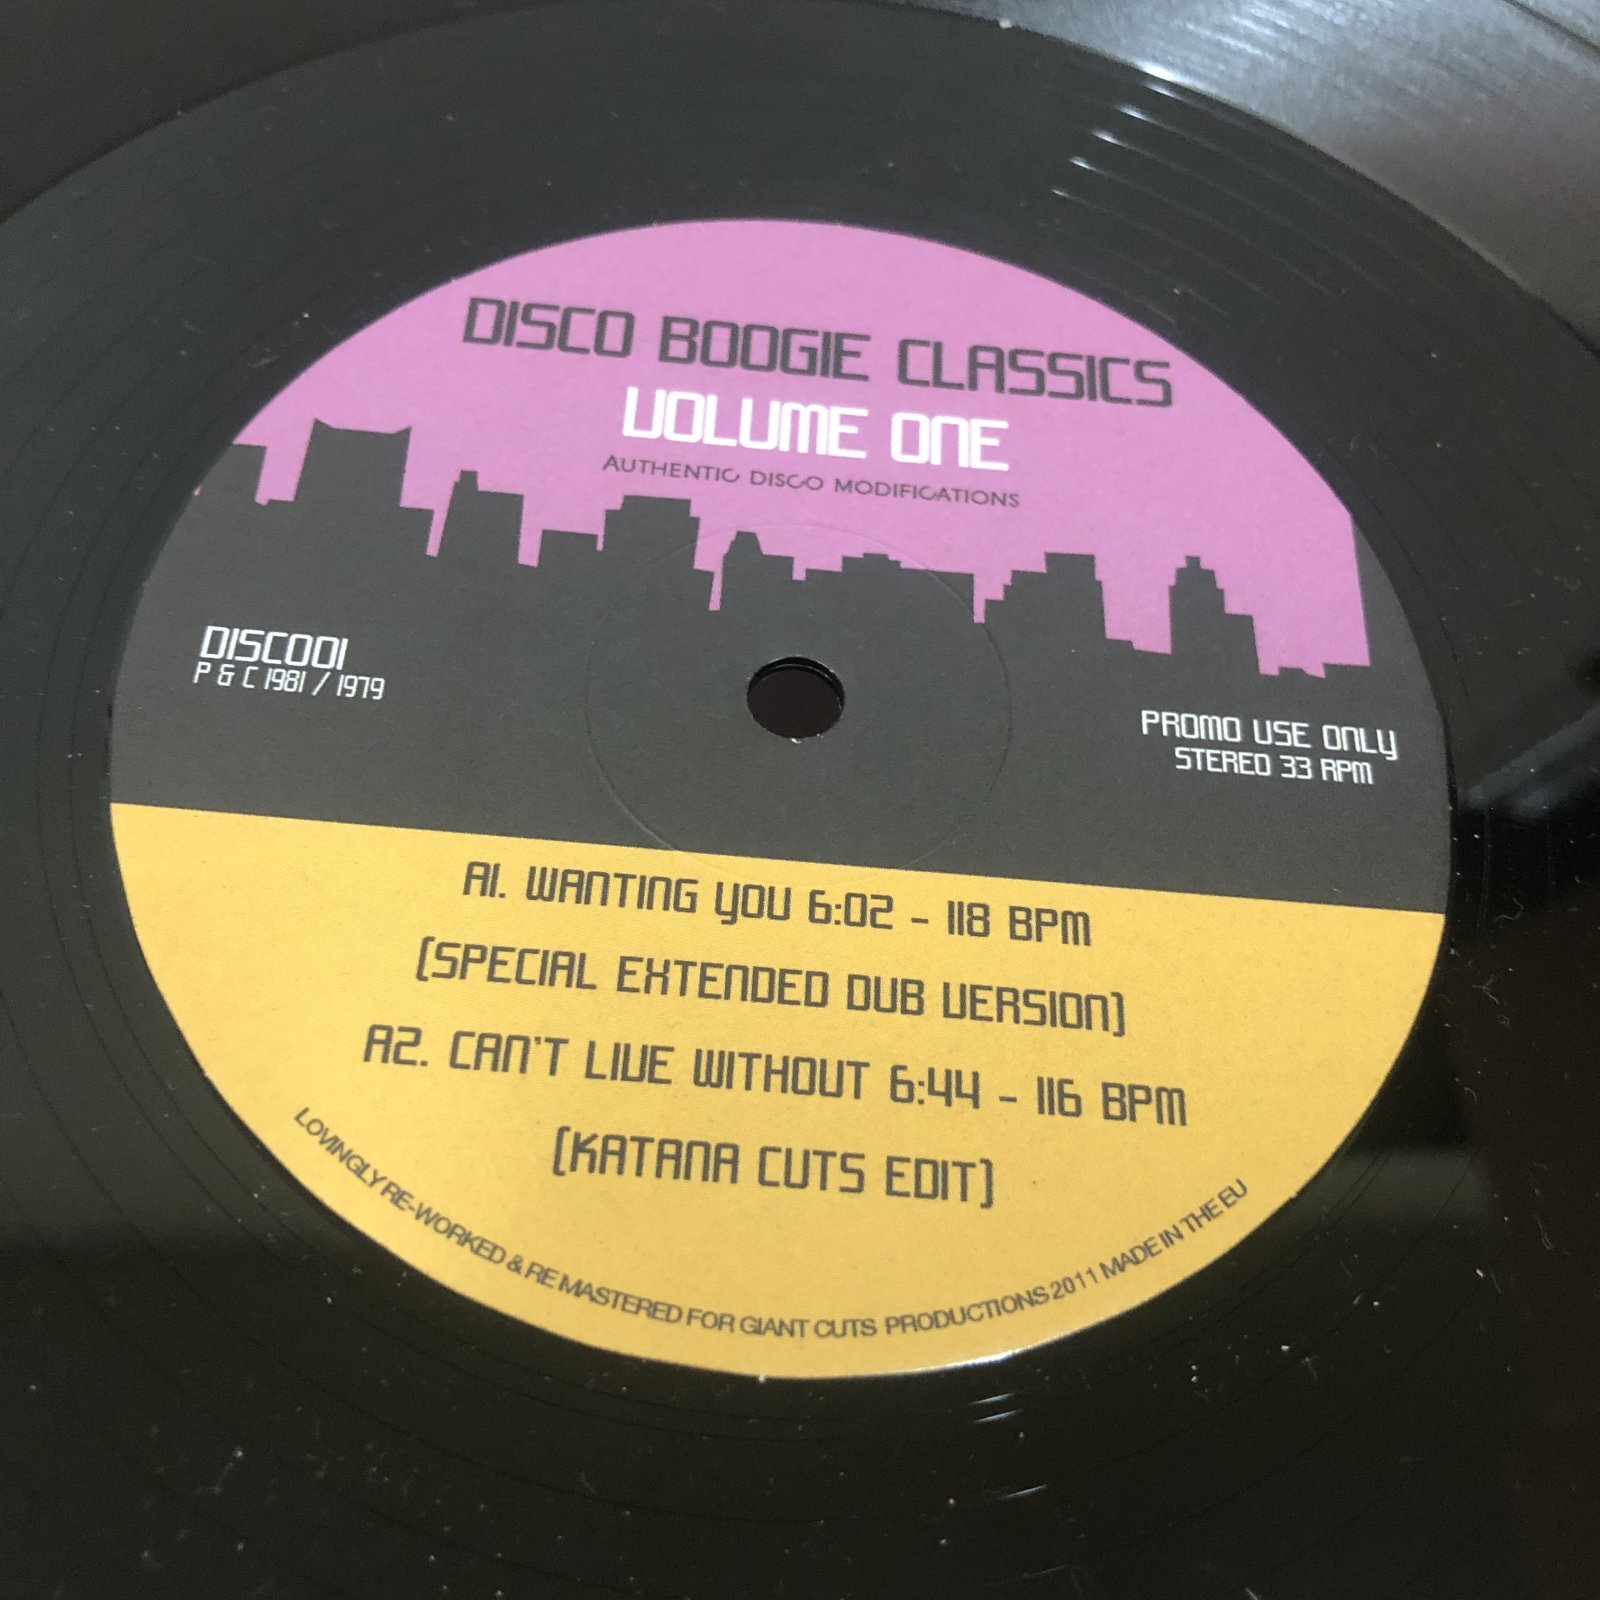 DISCO BOOGIE CLASSICS
VOLUME ONE
AUTHENTIC DISCO MODIFICATIONS
DISCO01
P & C 1981 / 1979
PROMO USE ONLY
STEREO 33 RPM
A1. WANTING YOU 6:02 - 118 BPM
(SPECIAL EXTENDED DUB VERSION)
A2. CAN'T LIVE WITHOUT 6:44 - 116 BPM
(KATANA CUTS EDIT)
LOVINGLY RE-WORKED & RE MASTERED FOR GIANT CUTS PRODUCTIONS 2011 MADE IN THE EU